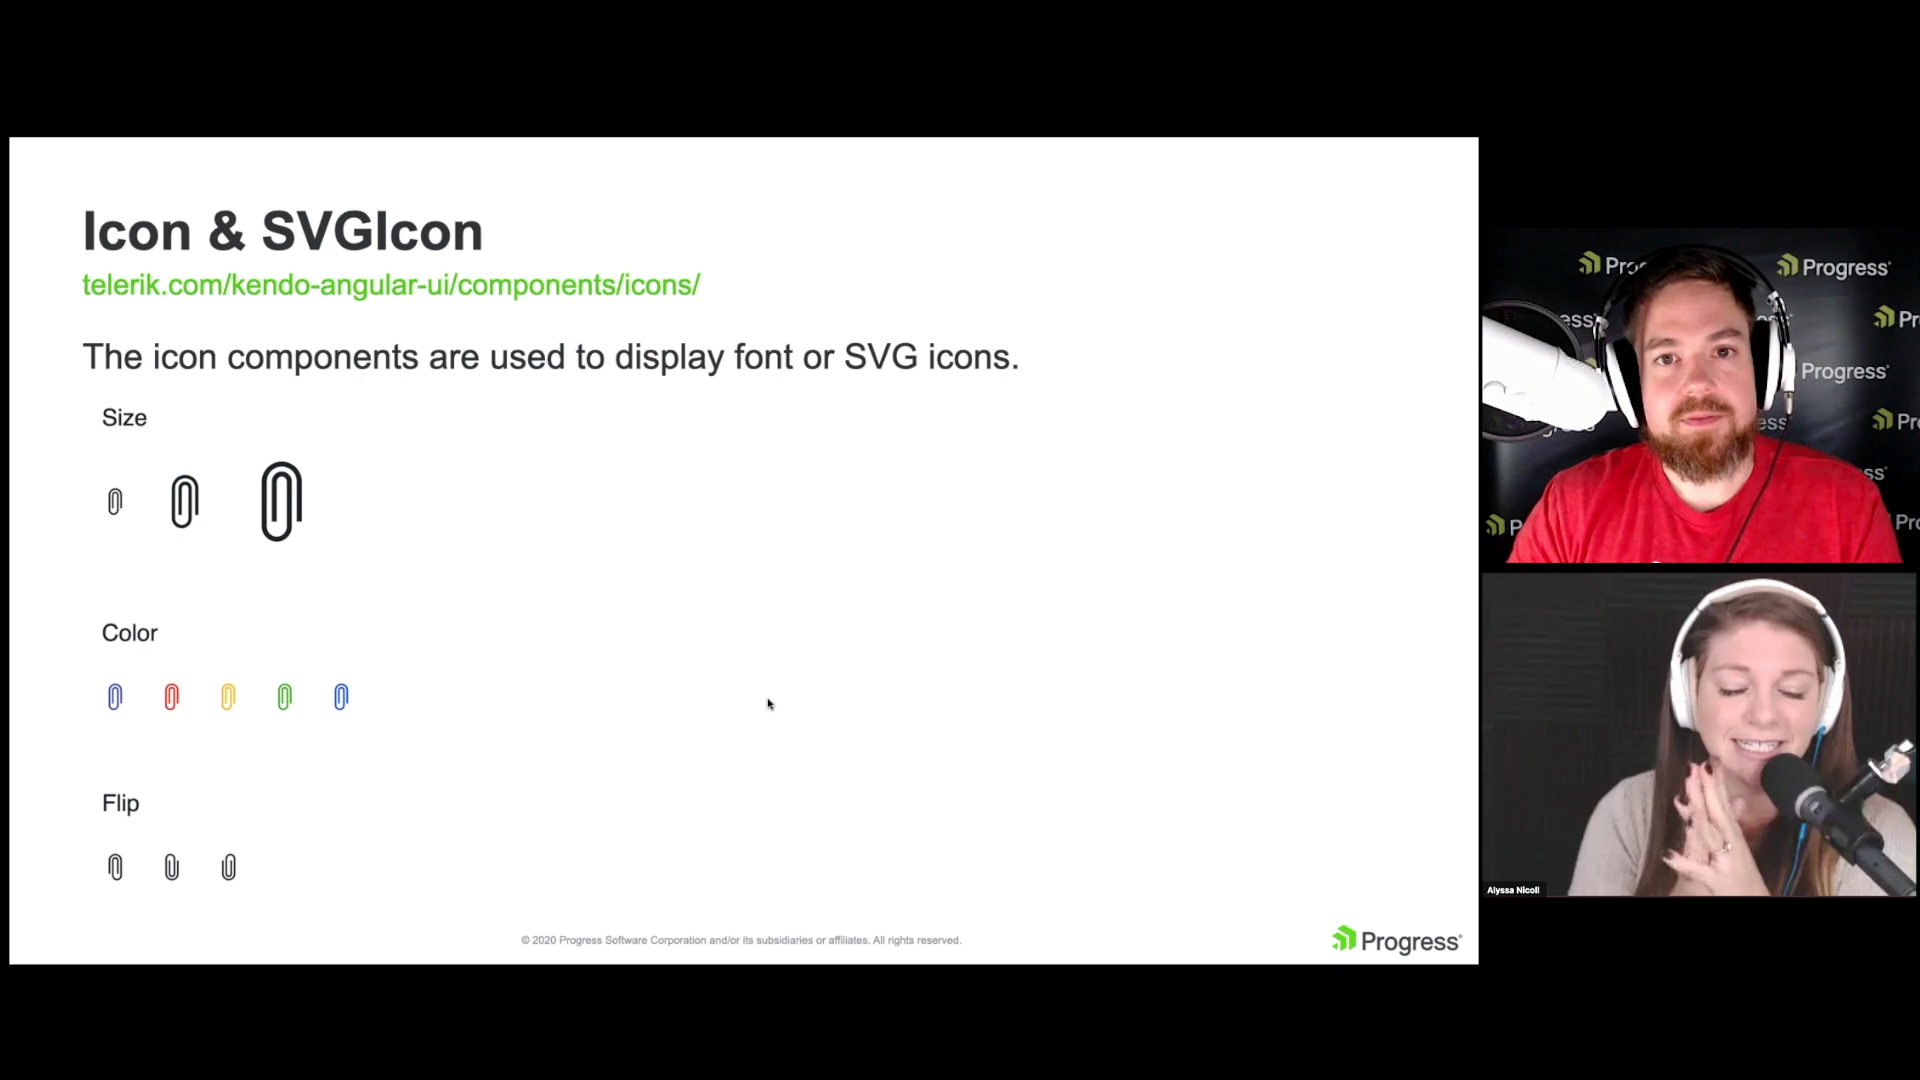 Icon & SVGIcon
telerik.com/kendo-angular-ui/components/icons/
The icon components are used to display font or SVG icons.
Size
Color
Flip
© 2020 Progress Software Corporation and/or its subsidiaries or affiliates. All rights reserved.
Progress
Progress
Progress
Alyssa Nicoll